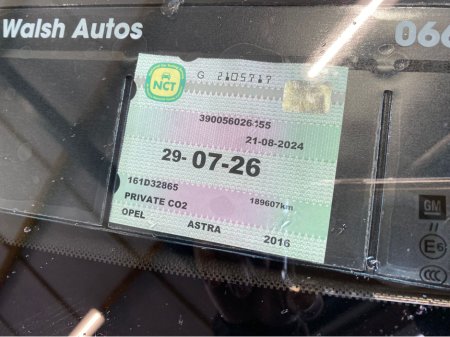 Walsh Autos 066
NCT
G 2105717
21-08-2024
29-07-26
161D32865 189607km
PRIVATE CO2
OPEL ASTRA 2016
GM